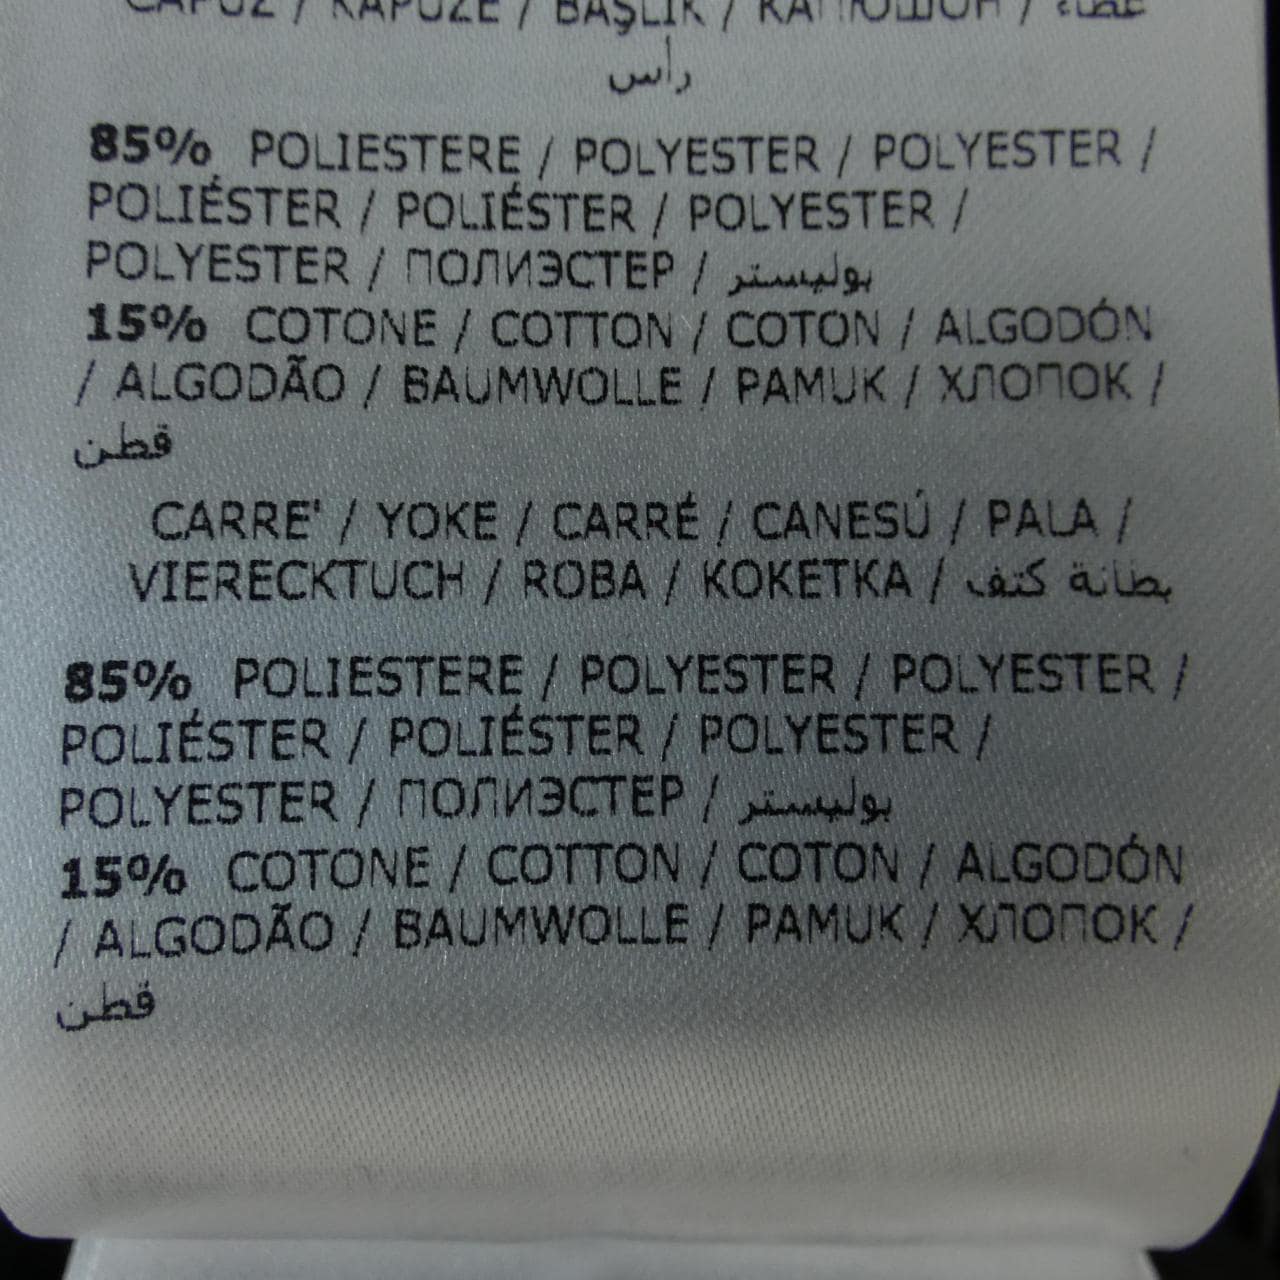 CAPUZ / KAPUZE / BAŞLIK / КАПЮШОН / غطاء
رأس
85% POLIESTERE / POLYESTER / POLYESTER /
POLIÉSTER / POLIÉSTER / POLYESTER /
POLYESTER / ПОЛИЭСТЕР / بوليستر
15% COTONE / COTTON / COTON / ALGODÓN
/ ALGODÃO / BAUMWOLLE / PAMUK / ХЛОПОК /
قطن
CARRE' / YOKE / CARRÉ / CANESÚ / PALA /
VIERECKTUCH / ROBA / KOKETKA / بطانة كتف
85% POLIESTERE / POLYESTER / POLYESTER /
POLIÉSTER / POLIÉSTER / POLYESTER /
POLYESTER / ПОЛИЭСТЕР / بوليستر
15% COTONE / COTTON / COTON / ALGODÓN
/ ALGODÃO / BAUMWOLLE / PAMUK / ХЛОПОК /
قطن